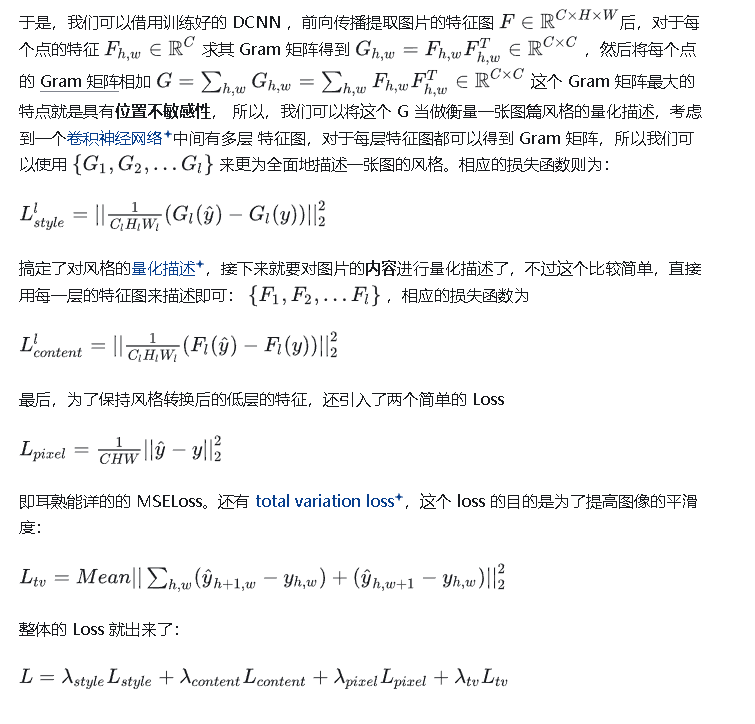 于是，我们可以借用训练好的 DCNN ，前向传播提取图片的特征图 $F \in \mathbb{R}^{C \times H \times W}$ 后，对于每
个点的特征 $F_{h,w} \in \mathbb{R}^{C}$ 求其 Gram 矩阵得到 $G_{h,w} = F_{h,w}F_{h,w}^{T} \in \mathbb{R}^{C \times C}$ ，然后将每个点
的 Gram 矩阵相加 $G = \sum_{h,w} G_{h,w} = \sum_{h,w} F_{h,w}F_{h,w}^{T} \in \mathbb{R}^{C \times C}$ 这个 Gram 矩阵最大的
特点就是具有位置不敏感性， 所以，我们可以将这个 G 当做衡量一张图篇风格的量化描述，考虑
到一个卷积神经网络中间有多层 特征图，对于每层特征图都可以得到 Gram 矩阵，所以我们可
以使用 $\{G_1, G_2, \ldots G_l\}$ 来更为全面地描述一张图的风格。相应的损失函数则为：
$L_{style}^{l} = ||\frac{1}{C_l H_l W_l}(G_l(\hat{y}) - G_l(y))||_2^2$
搞定了对风格的量化描述，接下来就要对图片的内容进行量化描述了，不过这个比较简单，直接
用每一层的特征图来描述即可： $\{F_1, F_2, \ldots F_l\}$ ，相应的损失函数为
$L_{content}^{l} = ||\frac{1}{C_l H_l W_l}(F_l(\hat{y}) - F_l(y))||_2^2$
最后，为了保持风格转换后的低层的特征，还引入了两个简单的 Loss
$L_{pixel} = \frac{1}{CHW}||\hat{y} - y||_2^2$
即耳熟能详的的 MSELoss。还有 total variation loss，这个 loss 的目的是为了提高图像的平滑
度：
$L_{tv} = Mean||\sum_{h,w}(\hat{y}_{h+1,w} - y_{h,w}) + (\hat{y}_{h,w+1} - y_{h,w})||_2^2$
整体的 Loss 就出来了：
$L = \lambda_{style}L_{style} + \lambda_{content}L_{content} + \lambda_{pixel}L_{pixel} + \lambda_{tv}L_{tv}$